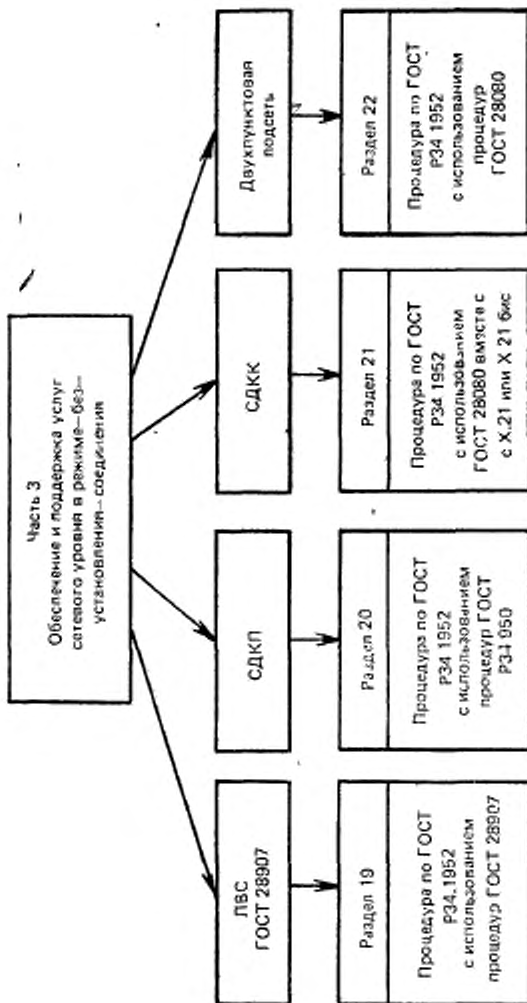 Часть 3
Обеспечение и поддержка услуг
сетевого уровня в режиме—без—
установления—соединения
ЛВС
ГОСТ 28907
СДКП
СДКК
Двухпунктовая
подсеть
Раздел 19
Процедура по ГОСТ
Р34.1952
с использованием
процедур ГОСТ 28907
Раздел 20
Процедура по ГОСТ
Р34 1952
с использованием
процедур ГОСТ
Р34 950
Раздел 21
Процедура по ГОСТ
Р34 1952
с использованием
ГОСТ 28080 вместе с
с X.21 или X 21 бис
Раздел 22
Процедура по ГОСТ
Р34 1952
с использованием
процедур
ГОСТ 28080